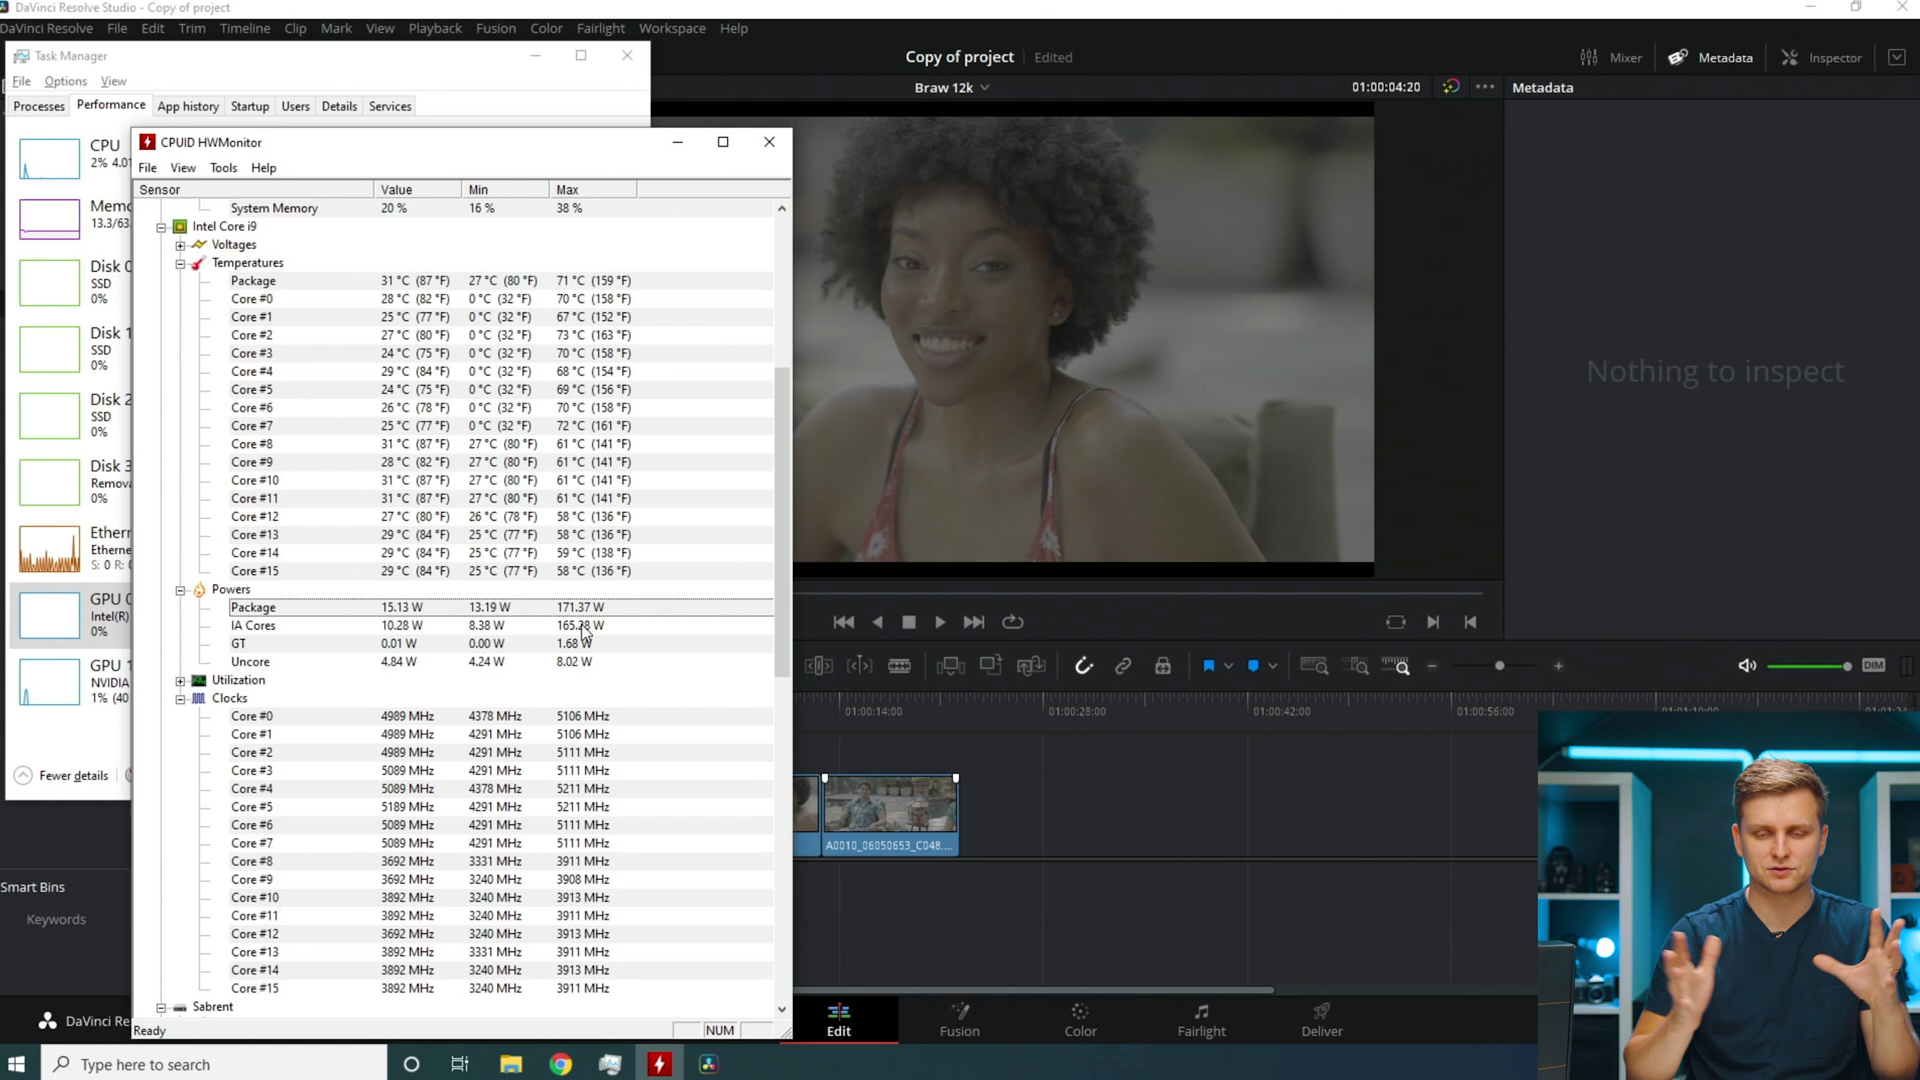 DaVinci Resolve Studio - Copy of project
DaVinci Resolve File Edit Trim Timeline Clip Mark View Playback Fusion Color Fairlight Workspace Help
Task Manager
File Options View
Processes Performance App history Startup Users Details Services
CPU
2% 4.01
Memo
13.3/63.
Disk 0
SSD
0%
Disk 1
SSD
0%
Disk 2
SSD
0%
Disk 3
Remova
0%
Ethern
Etherne
S: 0 R: 0
GPU 0
Intel(R)
0%
GPU 1
NVIDIA
1% (40
Fewer details
CPUID HWMonitor
File View Tools Help
Sensor Value Min Max
System Memory 20 % 16 % 38 %
Intel Core i9
Voltages
Temperatures
Package 31 °C (87 °F) 27 °C (80 °F) 71 °C (159 °F)
Core #0 28 °C (82 °F) 0 °C (32 °F) 70 °C (158 °F)
Core #1 25 °C (77 °F) 0 °C (32 °F) 67 °C (152 °F)
Core #2 27 °C (80 °F) 0 °C (32 °F) 73 °C (163 °F)
Core #3 24 °C (75 °F) 0 °C (32 °F) 70 °C (158 °F)
Core #4 29 °C (84 °F) 0 °C (32 °F) 68 °C (154 °F)
Core #5 24 °C (75 °F) 0 °C (32 °F) 69 °C (156 °F)
Core #6 26 °C (78 °F) 0 °C (32 °F) 70 °C (158 °F)
Core #7 25 °C (77 °F) 0 °C (32 °F) 72 °C (161 °F)
Core #8 31 °C (87 °F) 27 °C (80 °F) 61 °C (141 °F)
Core #9 28 °C (82 °F) 27 °C (80 °F) 61 °C (141 °F)
Core #10 31 °C (87 °F) 27 °C (80 °F) 61 °C (141 °F)
Core #11 31 °C (87 °F) 27 °C (80 °F) 61 °C (141 °F)
Core #12 27 °C (80 °F) 26 °C (78 °F) 58 °C (136 °F)
Core #13 29 °C (84 °F) 25 °C (77 °F) 58 °C (136 °F)
Core #14 29 °C (84 °F) 25 °C (77 °F) 59 °C (138 °F)
Core #15 29 °C (84 °F) 25 °C (77 °F) 58 °C (136 °F)
Powers
Package 15.13 W 13.19 W 171.37 W
IA Cores 10.28 W 8.38 W W
GT 0.01 W 0.00 W 1.68 W
Uncore 4.84 W 4.24 W 8.02 W
Utilization
Clocks
Core #0 4989 MHz 4378 MHz 5106 MHz
Core #1 4989 MHz 4291 MHz 5106 MHz
Core #2 4989 MHz 4291 MHz 5111 MHz
Core #3 5089 MHz 4291 MHz 5111 MHz
Core #4 5089 MHz 4378 MHz 5211 MHz
Core #5 5189 MHz 4291 MHz 5211 MHz
Core #6 5089 MHz 4291 MHz 5111 MHz
Core #7 5089 MHz 4291 MHz 5111 MHz
Core #8 3692 MHz 3331 MHz 3911 MHz
Core #9 3692 MHz 3240 MHz 3908 MHz
Core #10 3892 MHz 3240 MHz 3913 MHz
Core #11 3892 MHz 3240 MHz 3911 MHz
Core #12 3692 MHz 3240 MHz 3913 MHz
Core #13 3892 MHz 3331 MHz 3911 MHz
Core #14 3892 MHz 3240 MHz 3913 MHz
Core #15 3892 MHz 3240 MHz 3911 MHz
Sabrent
Ready NUM
Copy of project Edited
Mixer Metadata Inspector
Braw 12k 01:00:04:20 Metadata
Nothing to inspect
DIM
01:00:14:00 01:00:28:00 01:00:42:00 01:00:56:00
A0010_06050653_C048....
Smart Bins
Keywords
DaVinci Re
Edit Fusion Color Fairlight Deliver
Type here to search